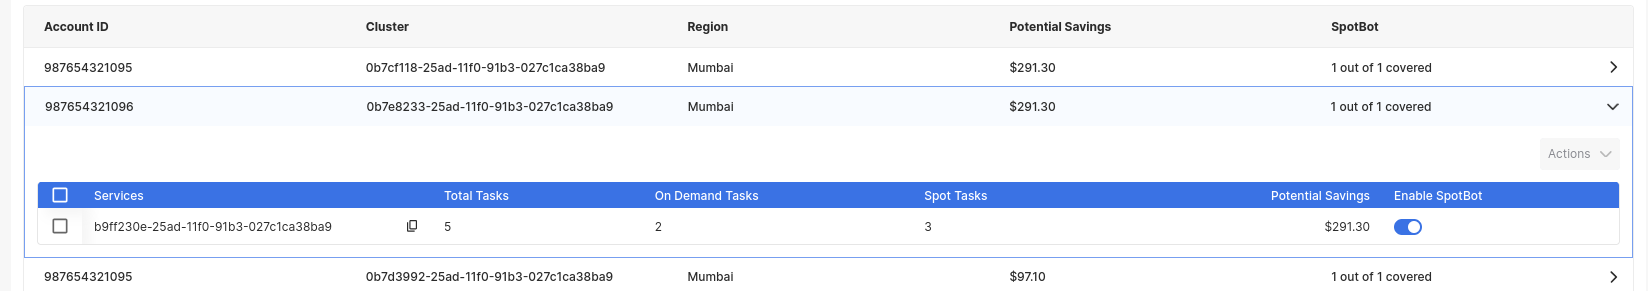 Account ID Cluster Region Potential Savings SpotBot
987654321095 0b7cf118-25ad-11f0-91b3-027c1ca38ba9 Mumbai $291.30 1 out of 1 covered
987654321096 0b7e8233-25ad-11f0-91b3-027c1ca38ba9 Mumbai $291.30 1 out of 1 covered
Actions
Services Total Tasks On Demand Tasks Spot Tasks Potential Savings Enable SpotBot
b9ff230e-25ad-11f0-91b3-027c1ca38ba9 5 2 3 $291.30
987654321095 0b7d3992-25ad-11f0-91b3-027c1ca38ba9 Mumbai $97.10 1 out of 1 covered